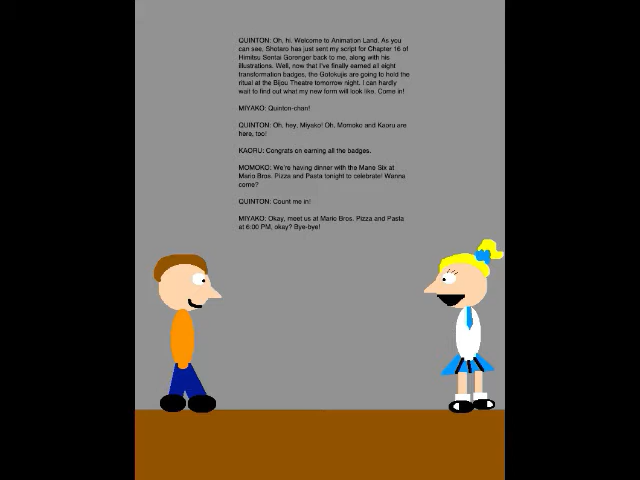 QUINTON: Oh, hi. Welcome to Animation Land. As you
can see, Shotaro has just sent my script for Chapter 16 of
Himitsu Sentai Gorenger back to me, along with his
illustrations. Well, now that I've finally earned all eight
transformation badges, the Gotokujis are going to hold the
ritual at the Bijou Theatre tomorrow night. I can hardly
wait to find out what my new form will look like. Come in!
MIYAKO: Quinton-chan!
QUINTON: Oh, hey, Miyako! Oh, Momoko and Kaoru are
here, too!
KAORU: Congrats on earning all the badges.
MOMOKO: We're having dinner with the Mane Six at
Mario Bros. Pizza and Pasta tonight to celebrate! Wanna
come?
QUINTON: Count me in!
MIYAKO: Okay, meet us at Mario Bros. Pizza and Pasta
at 6:00 PM, okay? Bye-bye!